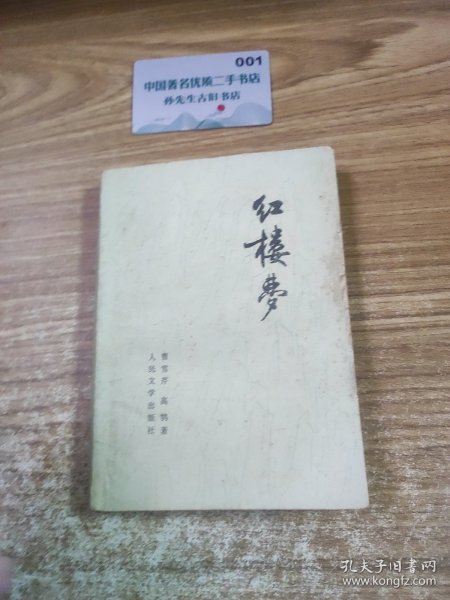 001
中国著名优质二手书店
孙先生古旧书店
红楼梦
曹雪芹 高鹗著
人民文学出版社
孔夫子旧书网
www.kongfz.com